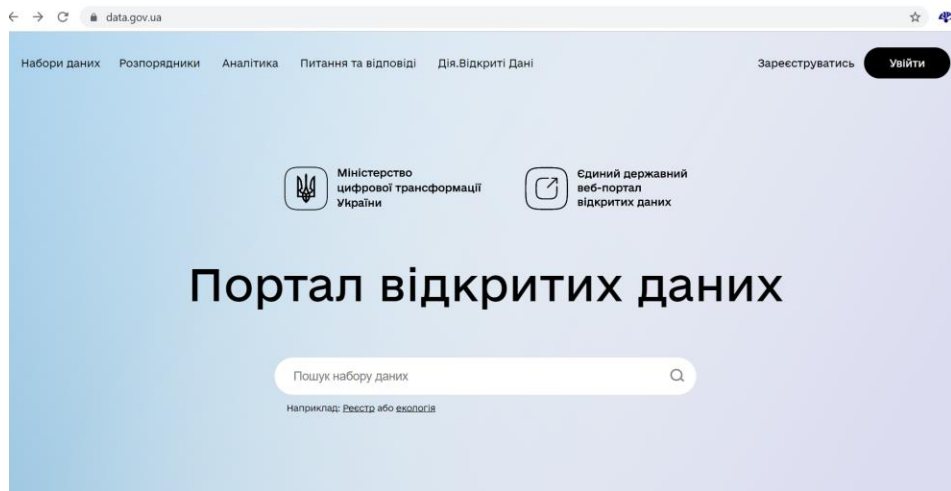 data.gov.ua
Набори даних Розпорядники Аналітика Питання та відповіді Дія.Відкриті Дані Зареєструватись Увійти
Міністерство
цифрової трансформації
України
Єдиний державний
веб-портал
відкритих даних
Портал відкритих даних
Пошук набору даних
Наприклад: Реєстр або екологія